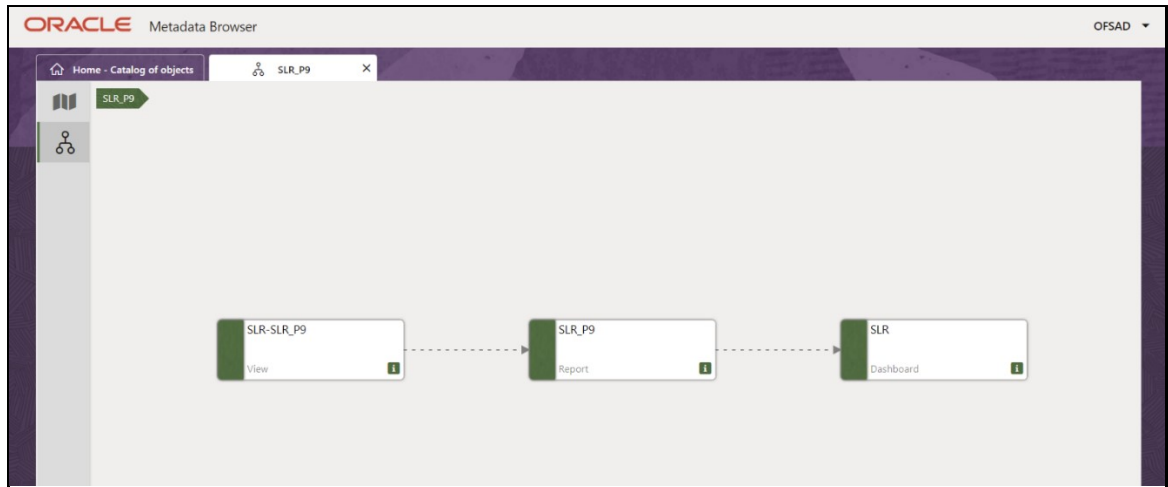 ORACLE Metadata Browser
OFSAD
Home - Catalog of objects
SLR_P9
SLR_P9
SLR-SLR_P9
View
SLR_P9
Report
SLR
Dashboard